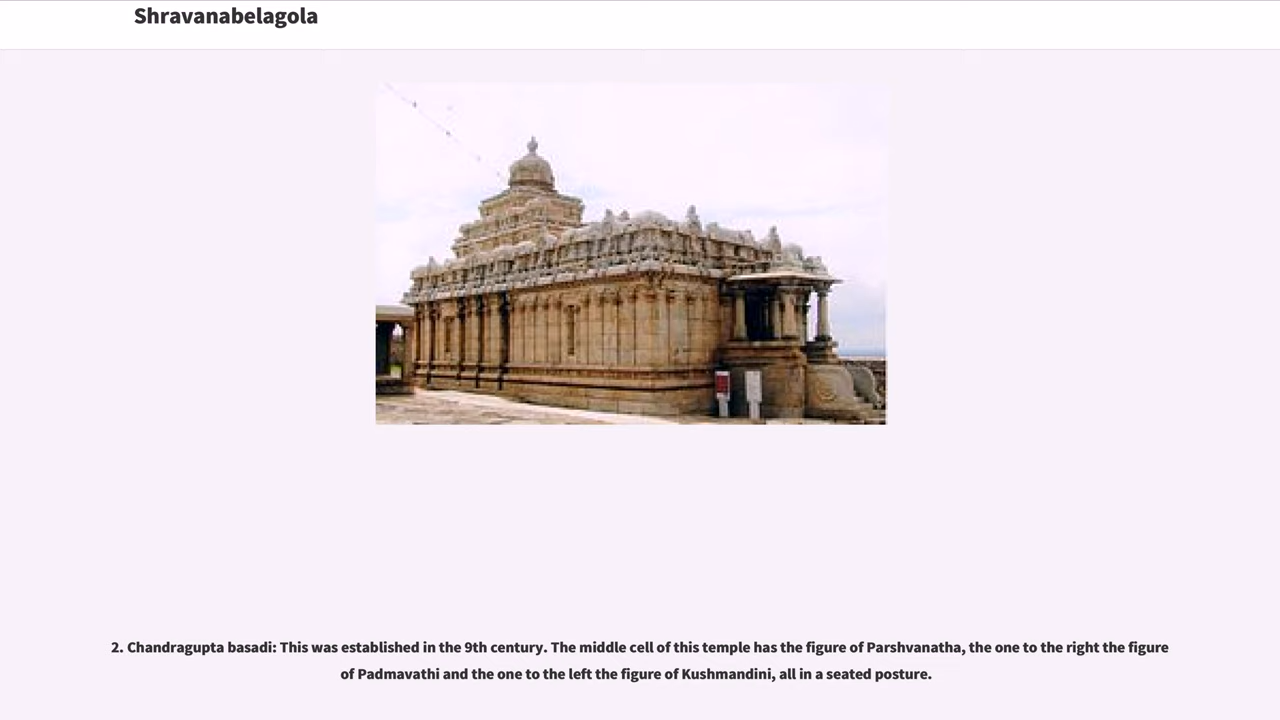 Shravanabelagola
2. Chandragupta basadi: This was established in the 9th century. The middle cell of this temple has the figure of Parshvanatha, the one to the right the figure
of Padmavathi and the one to the left the figure of Kushmandini, all in a seated posture.